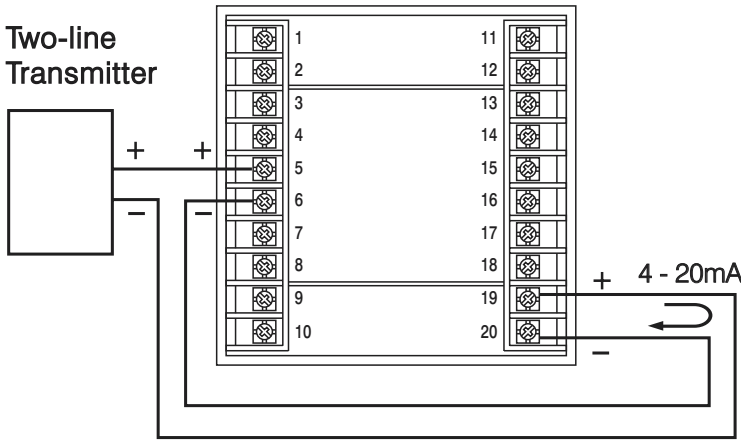 Two-line
Transmitter
1 11
2 12
3 13
4 14
+ + 5 15
− − 6 16
7 17
8 18
+ 4 - 20mA
9 19
10 20
−